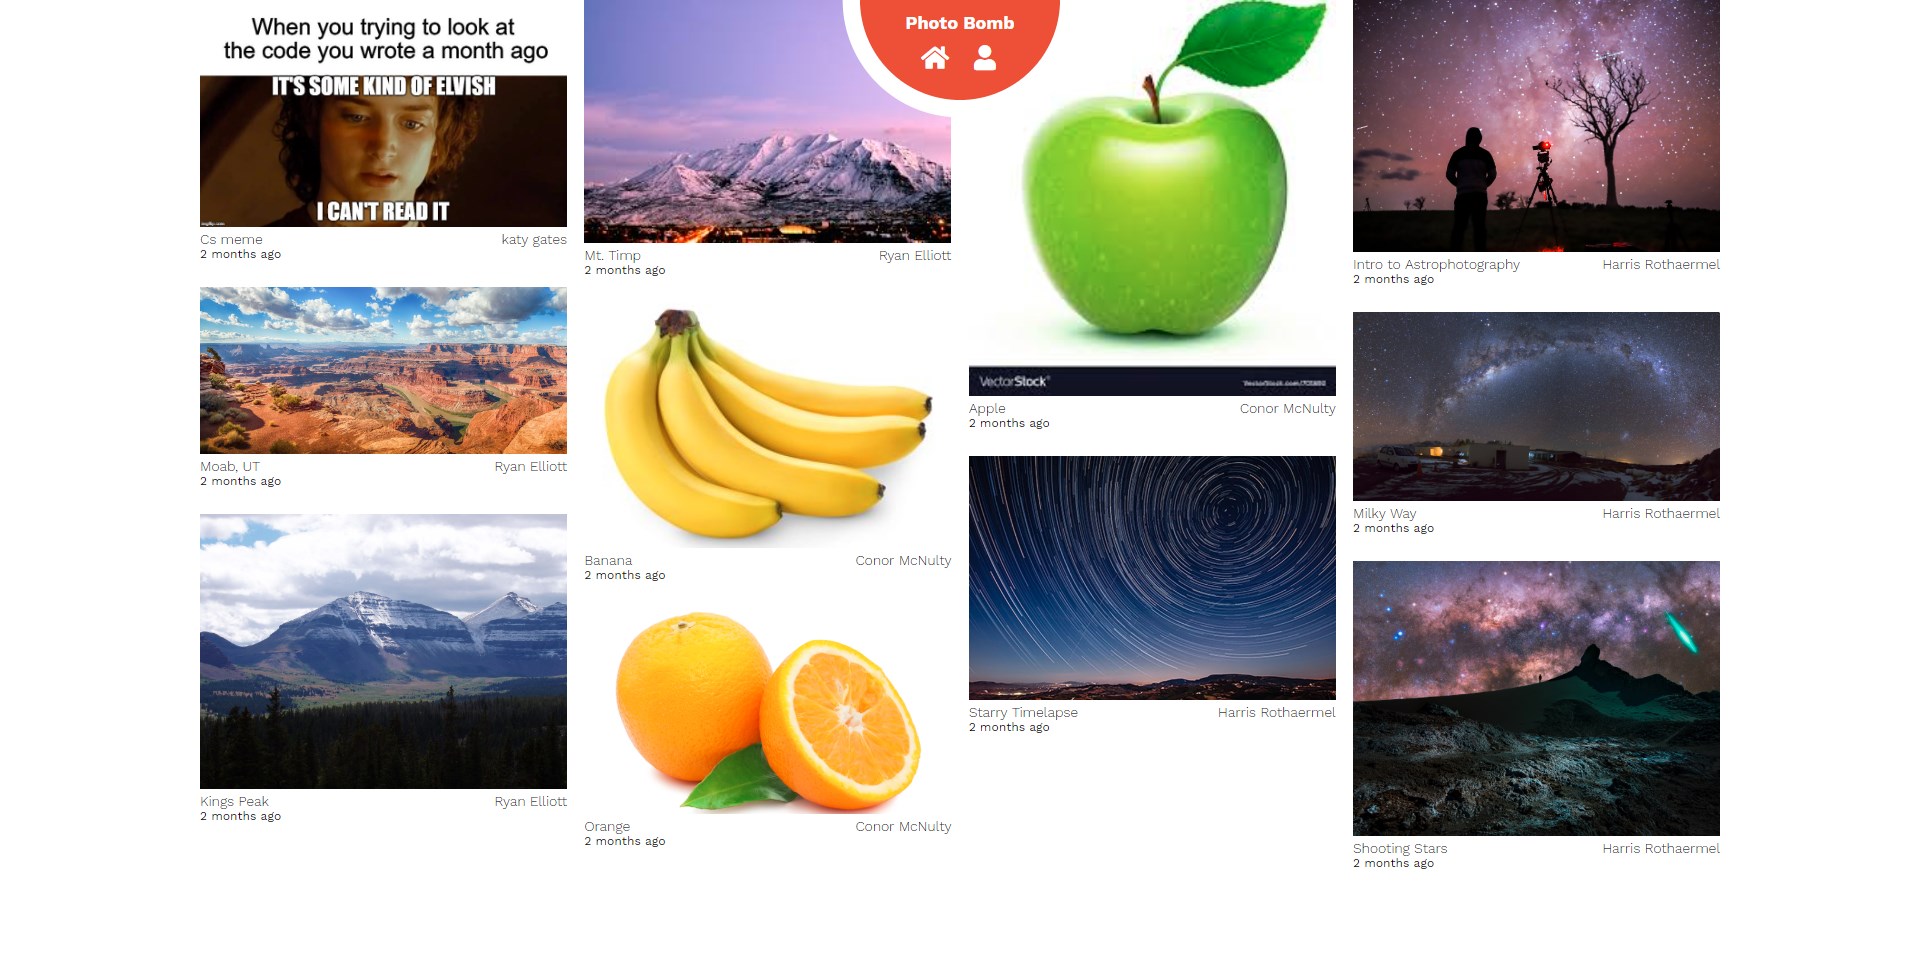 When you trying to look at
the code you wrote a month ago
IT'S SOME KIND OF ELVISH
I CAN'T READ IT
imgflip.com
Cs meme katy gates
2 months ago
Moab, UT Ryan Elliott
2 months ago
Kings Peak Ryan Elliott
2 months ago
Photo Bomb
Mt. Timp Ryan Elliott
2 months ago
Banana Conor McNulty
2 months ago
Orange Conor McNulty
2 months ago
VectorStock®
Apple Conor McNulty
2 months ago
Starry Timelapse Harris Rothaermel
2 months ago
Intro to Astrophotography Harris Rothaermel
2 months ago
Milky Way Harris Rothaermel
2 months ago
Shooting Stars Harris Rothaermel
2 months ago